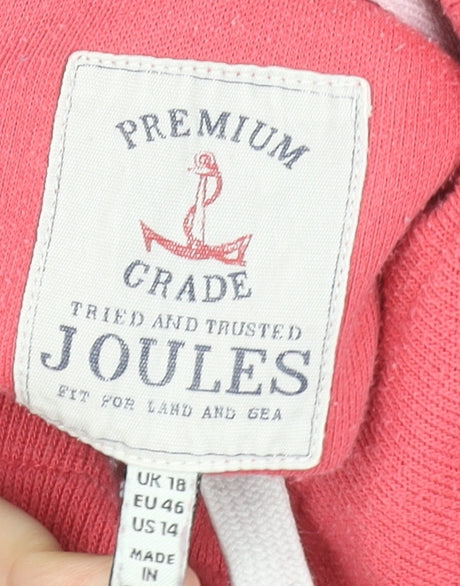 PREMIUM
GRADE
TRIED AND TRUSTED
JOULES
FIT FOR LAND AND SEA
UK 18
EU 46
US 14
MADE
IN